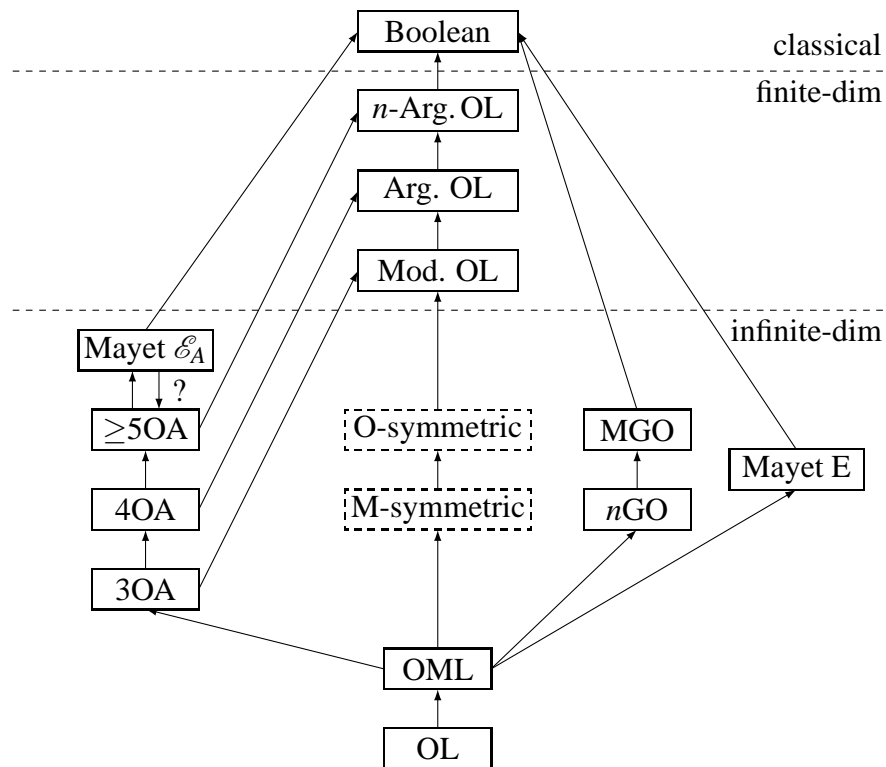 Boolean
classical
finite-dim
n-Arg. OL
Arg. OL
Mod. OL
infinite-dim
Mayet ℰA
?
≥5OA
O-symmetric
MGO
Mayet E
4OA
M-symmetric
nGO
3OA
OML
OL